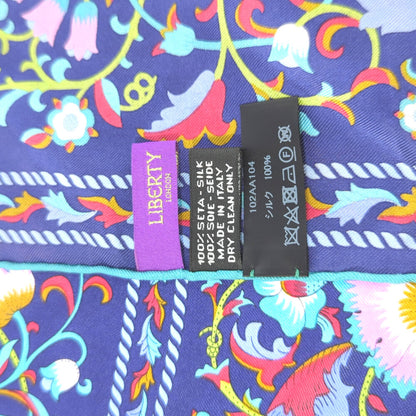 LIBERTY
LONDON
100% SETA - SILK
100% SOIE - SEIDE
MADE IN ITALY
DRY CLEAN ONLY
102AA104
シルク 100%